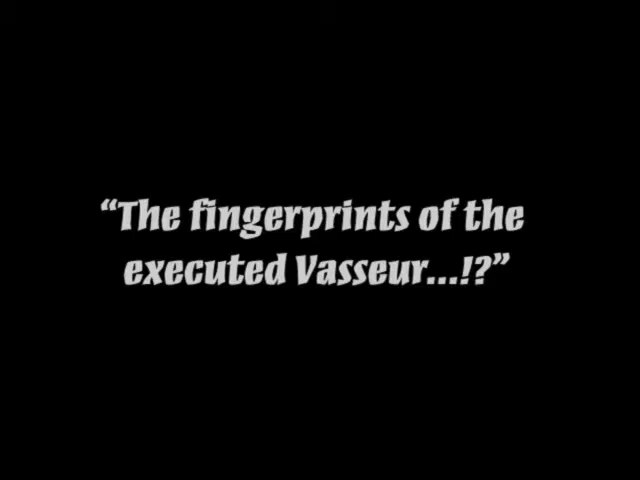 “The fingerprints of the
executed Vasseur...!?”